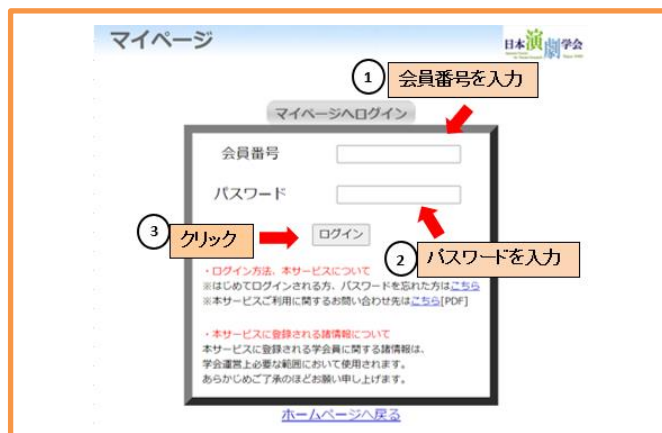 マイページ
日本演劇学会
① 会員番号を入力
マイページへログイン
会員番号
パスワード
③ クリック
ログイン
② パスワードを入力
・ログイン方法、本サービスについて
※はじめてログインされる方、パスワードを忘れた方はこちら
※本サービスご利用に関するお問い合わせ先はこちら[PDF]
・本サービスに登録される諸情報について
本サービスに登録される学会員に関する諸情報は、
学会運営上必要な範囲において使用されます。
あらかじめご了承のほどお願い申し上げます。
ホームページへ戻る